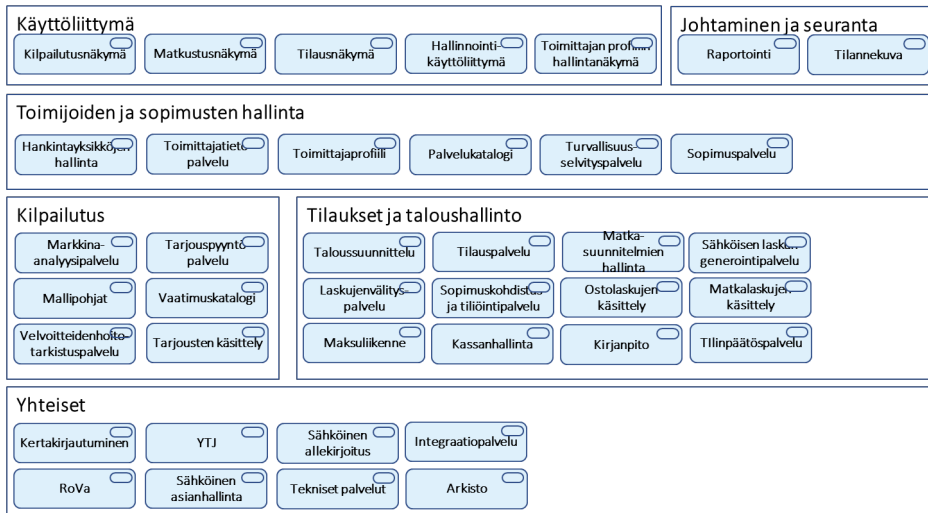 Käyttöliittymä
Kilpailutusnäkymä
Matkustusnäkymä
Tilausnäkymä
Hallinnointi-
käyttöliittymä
Toimittajan profiilin
hallintanäkymä
Johtaminen ja seuranta
Raportointi
Tilannekuva
Toimijoiden ja sopimusten hallinta
Hankintayksikköjen
hallinta
Toimittajatieto
palvelu
Toimittajaprofiili
Palvelukatalogi
Turvallisuus-
selvityspalvelu
Sopimuspalvelu
Kilpailutus
Markkina-
analyysipalvelu
Tarjouspyyntö
palvelu
Mallipohjat
Vaatimuskatalogi
Velvoitteidenhoito-
tarkistuspalvelu
Tarjousten käsittely
Tilaukset ja taloushallinto
Taloussuunnittelu
Tilauspalvelu
Matka-
suunnitelmien
hallinta
Sähköisen laskun
generointipalvelu
Laskujenvälitys-
palvelu
Sopimuskohdistus
ja tiliöintipalvelu
Ostolaskujen
käsittely
Matkalaskujen
käsittely
Maksuliikenne
Kassanhallinta
Kirjanpito
TIlinpäätöspalvelu
Yhteiset
Kertakirjautuminen
YTJ
Sähköinen
allekirjoitus
Integraatiopalvelu
RoVa
Sähköinen
asianhallinta
Tekniset palvelut
Arkisto